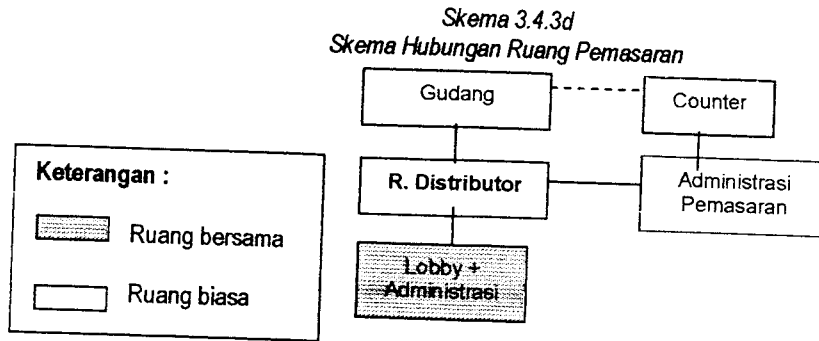 Skema 3.4.3d
Skema Hubungan Ruang Pemasaran
Gudang
Counter
Keterangan :
Ruang bersama
Ruang biasa
R. Distributor
Administrasi
Pemasaran
Lobby +
Administrasi